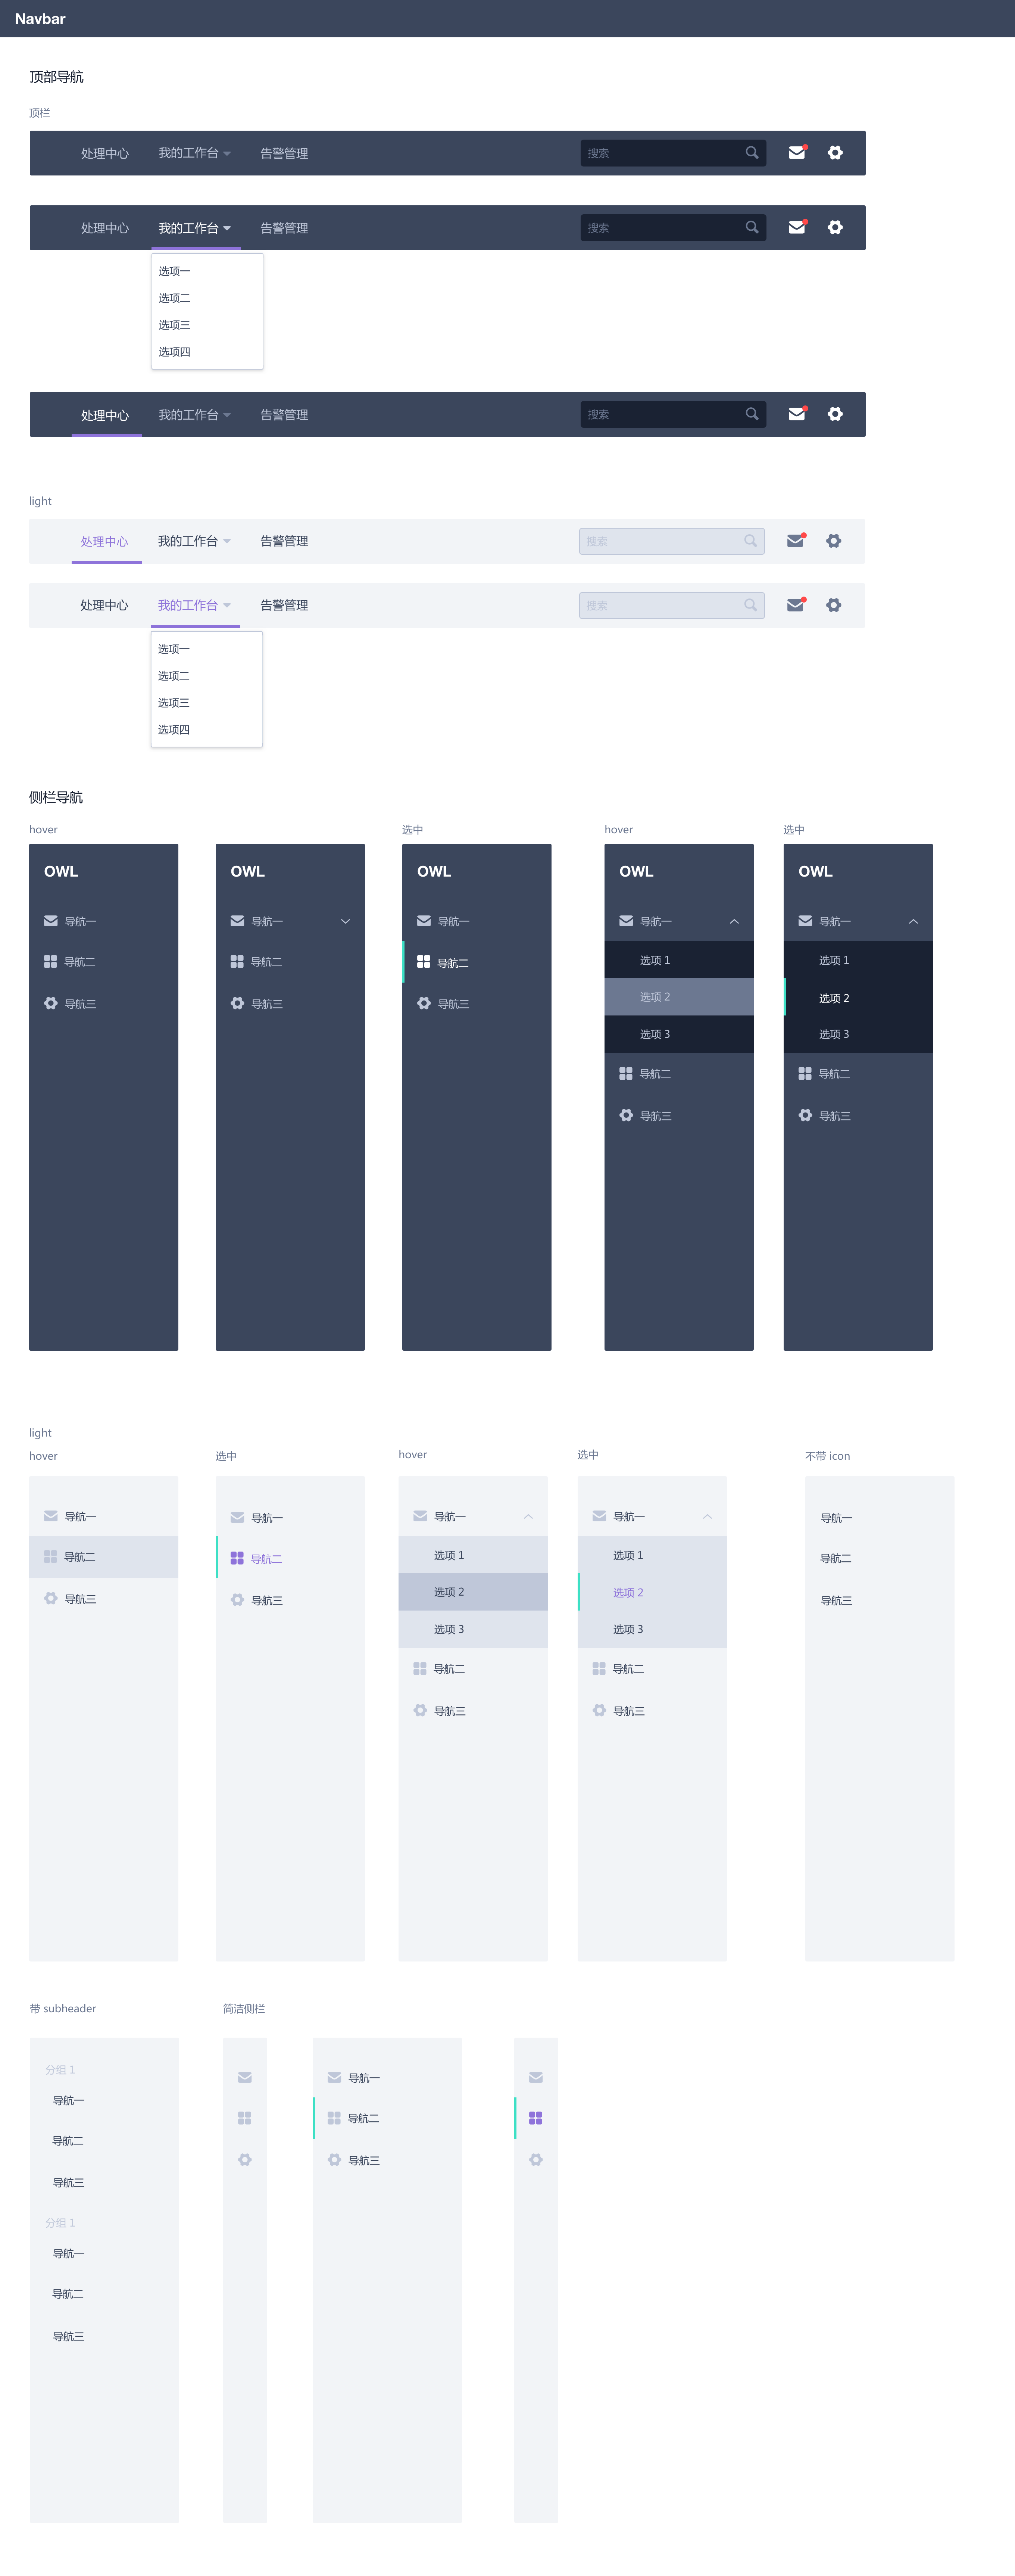 Navbar
顶部导航
顶栏
处理中心 我的工作台 告警管理 搜索
处理中心 我的工作台 告警管理 搜索
选项一
选项二
选项三
选项四
处理中心 我的工作台 告警管理 搜索
light
处理中心 我的工作台 告警管理 搜索
处理中心 我的工作台 告警管理 搜索
选项一
选项二
选项三
选项四
侧栏导航
hover 选中 hover 选中
OWL OWL OWL OWL OWL
导航一 导航一 导航一 导航一 导航一
导航二 导航二 导航二 选项 1 选项 1
导航三 导航三 导航三 选项 2 选项 2
选项 3 选项 3
导航二 导航二
导航三 导航三
light
hover 选中 hover 选中 不带 icon
导航一 导航一 导航一 导航一 导航一
导航二 导航二 选项 1 选项 1 导航二
导航三 导航三 选项 2 选项 2 导航三
选项 3 选项 3
导航二 导航二
导航三 导航三
带 subheader 简洁侧栏
分组 1
导航一 导航一
导航二 导航二
导航三 导航三
分组 1
导航一
导航二
导航三